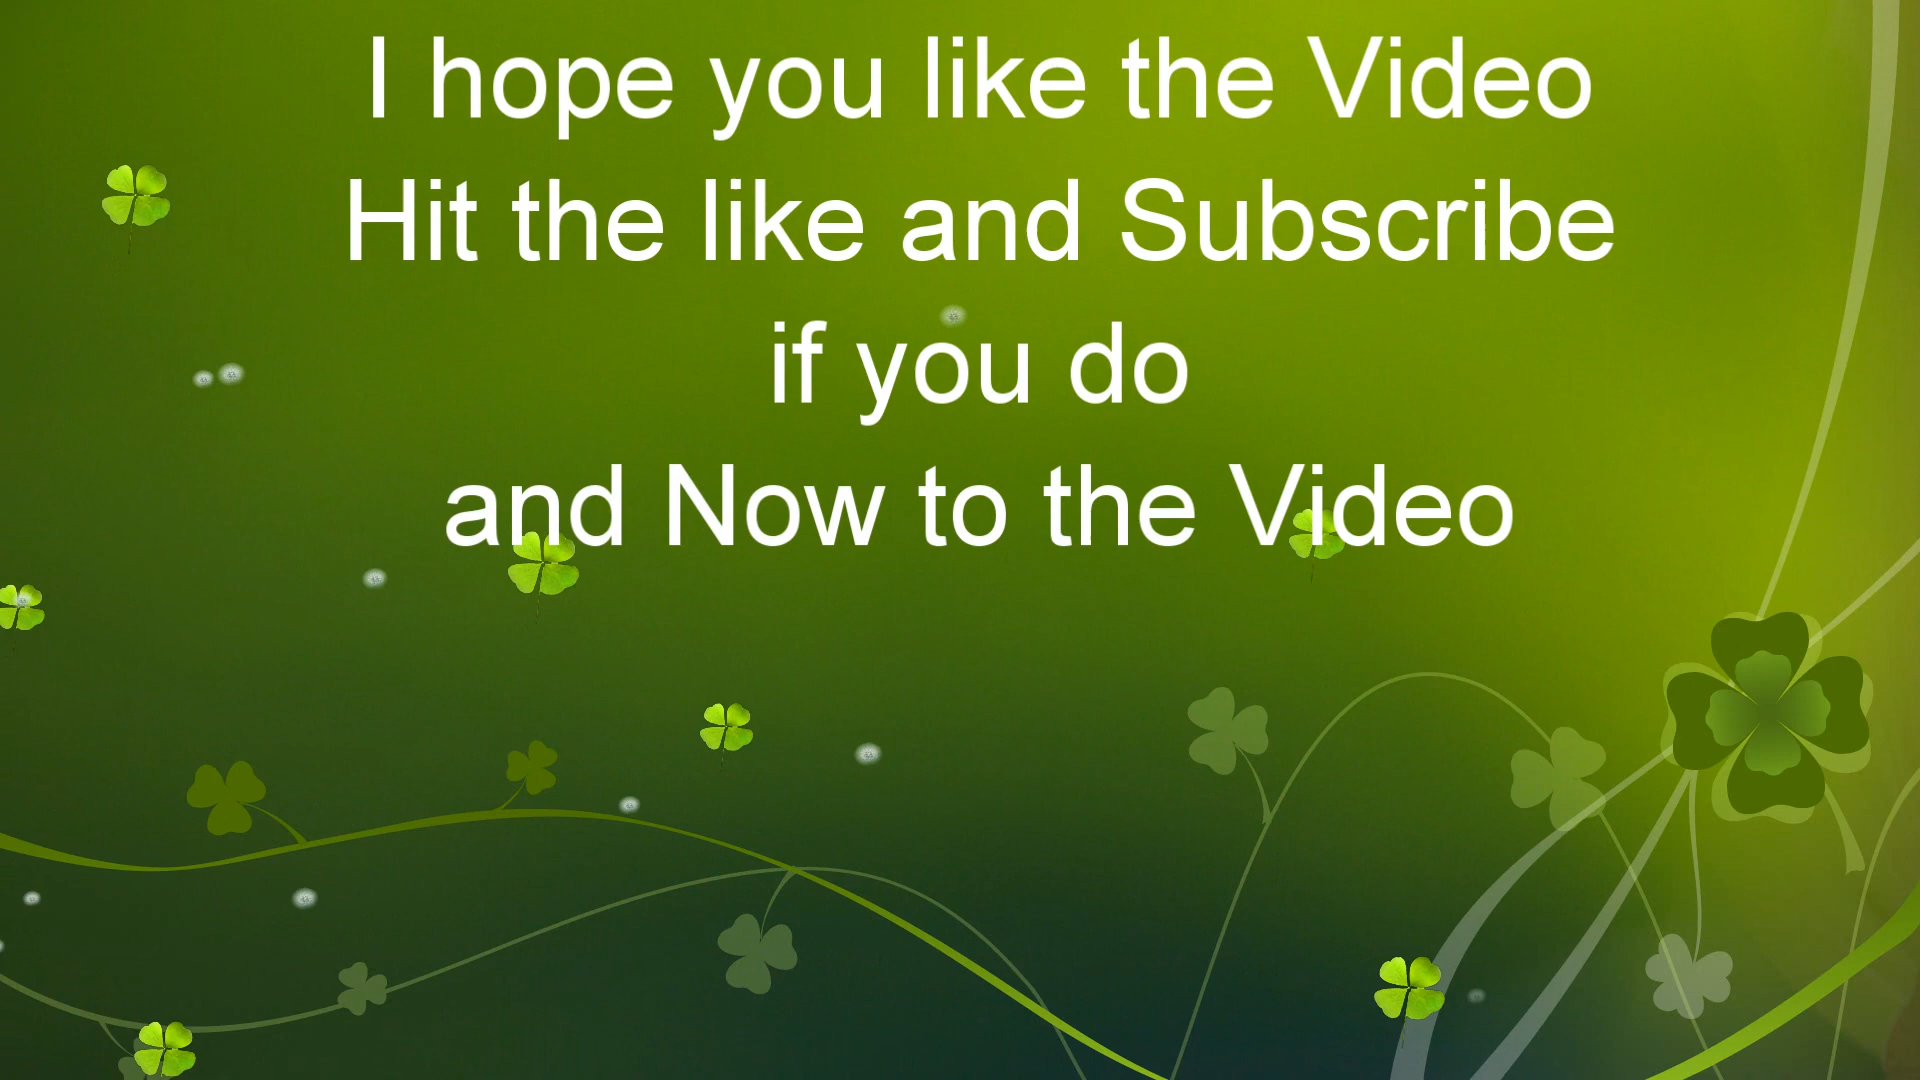 I hope you like the Video
Hit the like and Subscribe
if you do
and Now to the Video